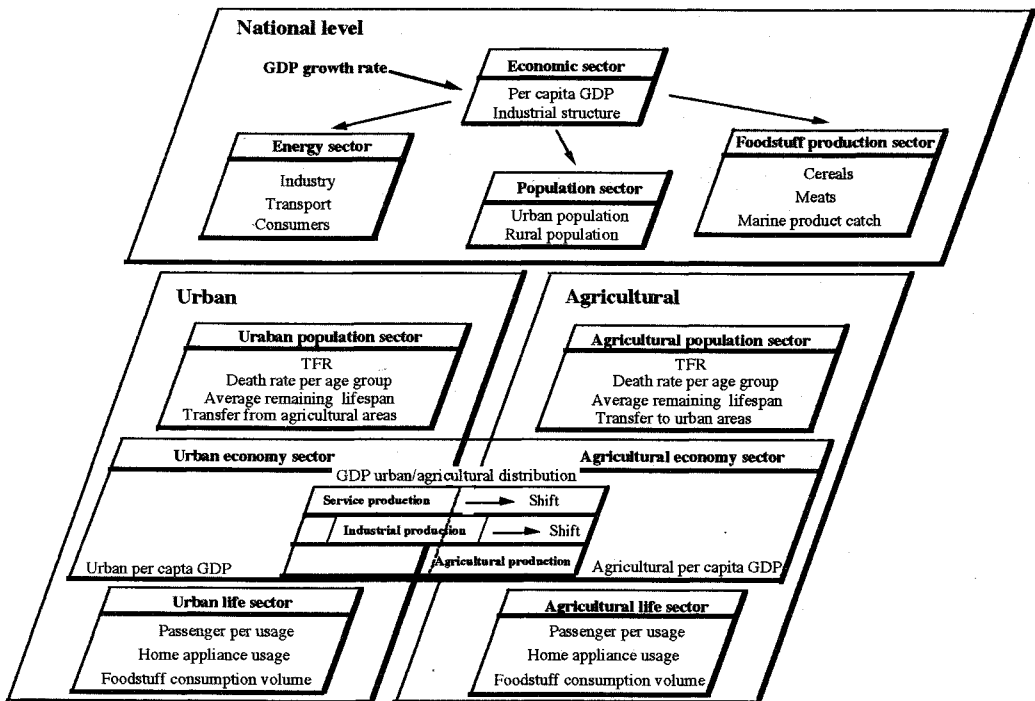 National level
GDP growth rate
Economic sector
Per capita GDP
Industrial structure
Energy sector
Industry
Transport
Consumers
Population sector
Urban population
Rural population
Foodstuff production sector
Cereals
Meats
Marine product catch
Urban
Uraban population sector
TFR
Death rate per age group
Average remaining lifespan
Transfer from agricultural areas
Agricultural
Agricultural population sector
TFR
Death rate per age group
Average remaining lifespan
Transfer to urban areas
Urban economy sector
Agricultural economy sector
GDP urban/agricultural distribution
Service production
Shift
Industrial production
Shift
Agricultural production
Urban per capta GDP
Agricultural per capita GDP
Urban life sector
Passenger per usage
Home appliance usage
Foodstuff consumption volume
Agricultural life sector
Passenger per usage
Home appliance usage
Foodstuff consumption volume